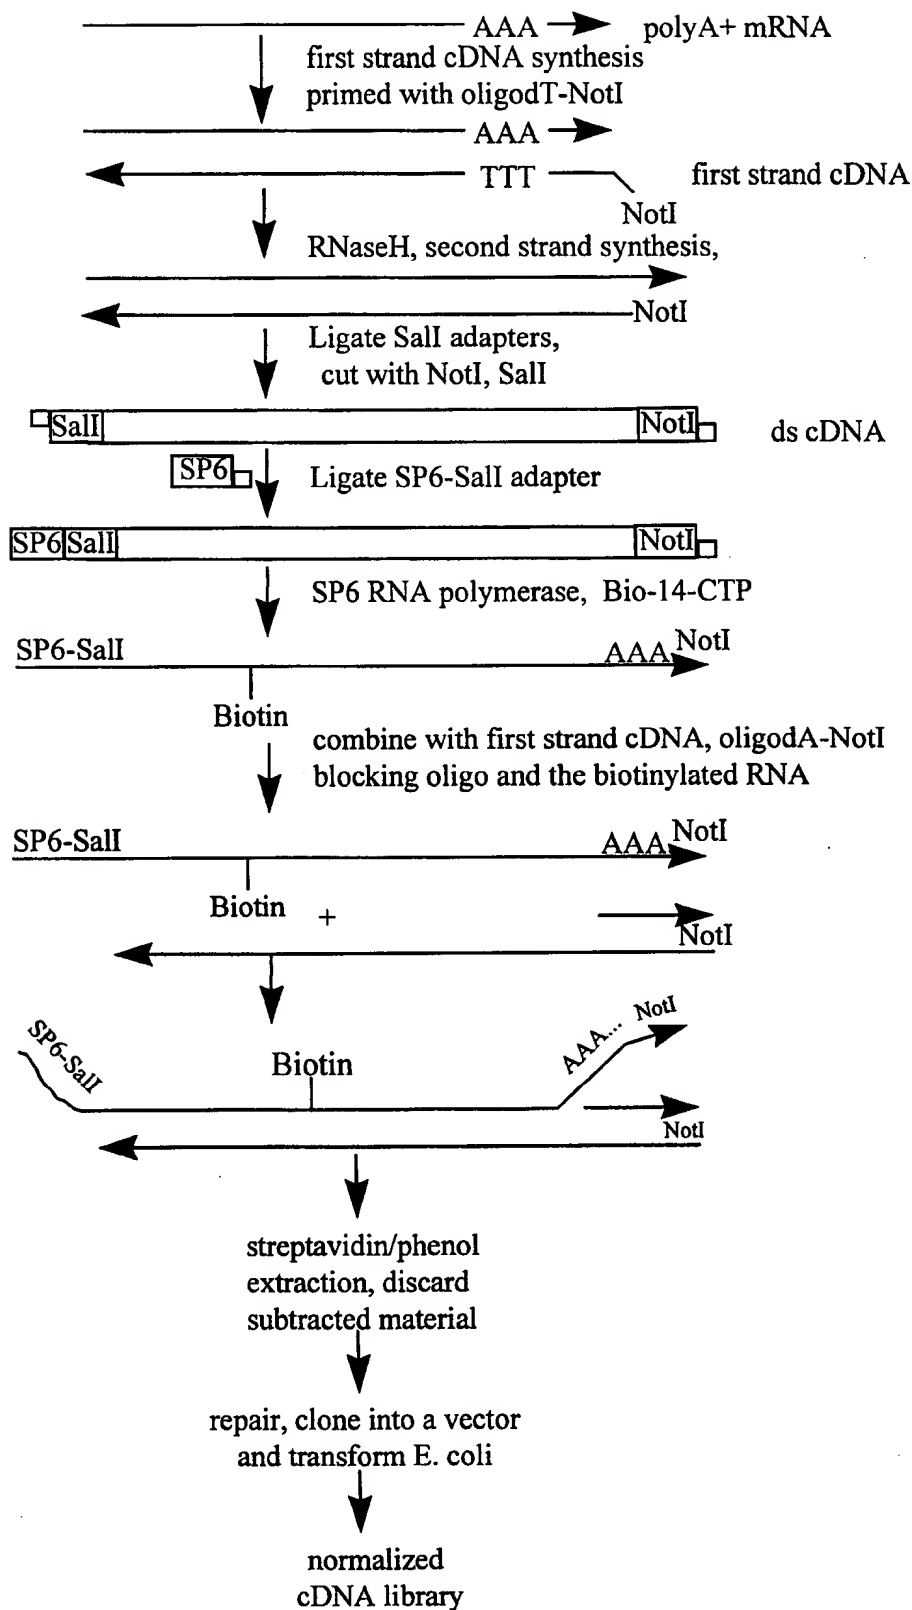 AAA polyA+ mRNA
first strand cDNA synthesis
primed with oligodT-NotI
AAA
TTT first strand cDNA
NotI
RNaseH, second strand synthesis,
NotI
Ligate SalI adapters,
cut with NotI, SalI
SalI NotI ds cDNA
SP6 Ligate SP6-SalI adapter
SP6 SalI NotI
SP6 RNA polymerase, Bio-14-CTP
SP6-SalI AAA NotI
Biotin
combine with first strand cDNA, oligodA-NotI
blocking oligo and the biotinylated RNA
SP6-SalI AAA NotI
Biotin +
NotI
SP6-SalI Biotin AAA... NotI
NotI
streptavidin/phenol
extraction, discard
subtracted material
repair, clone into a vector
and transform E. coli
normalized
cDNA library